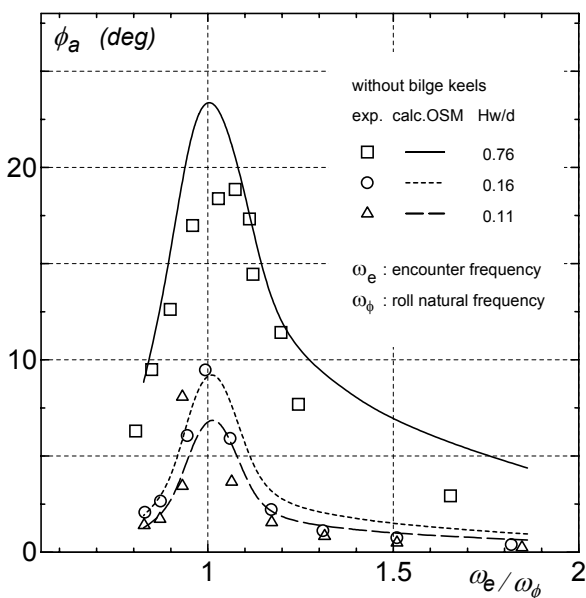 ϕa (deg)
without bilge keels
exp. calc.OSM Hw/d
0.76
0.16
0.11
ωe : encounter frequency
ωϕ : roll natural frequency
20
10
0
1
1.5
2
ωe/ωϕ